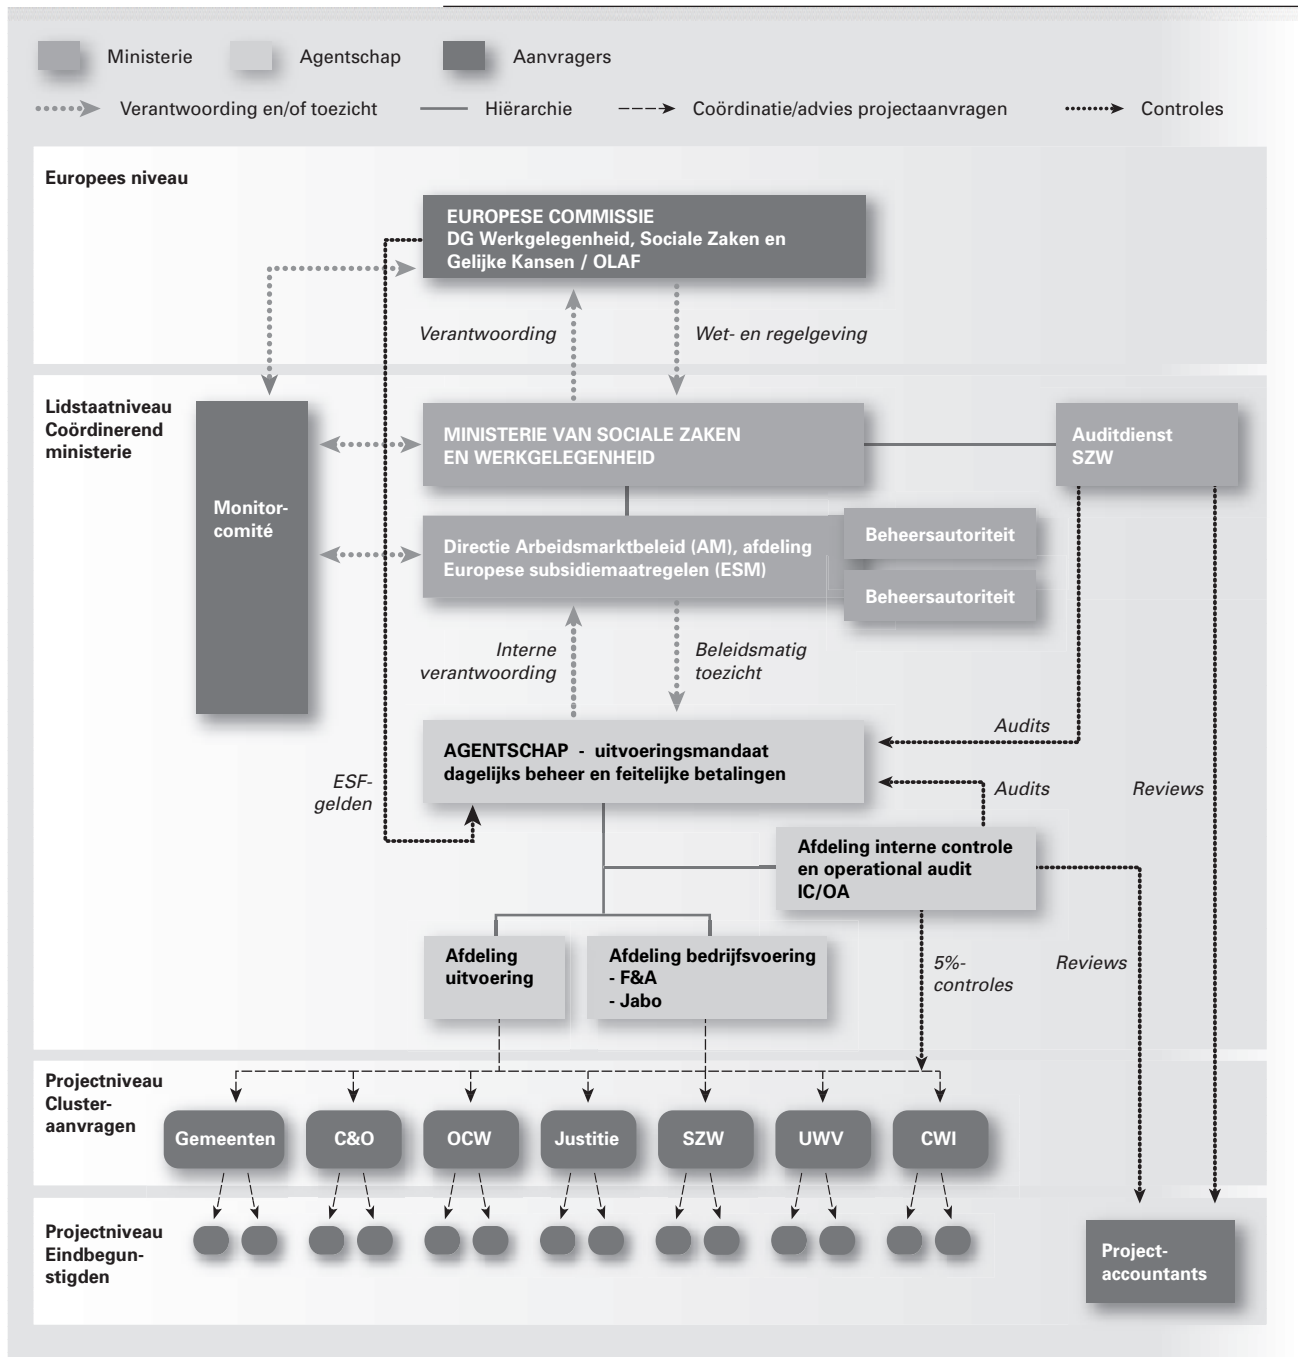 Ministerie
Agentschap
Aanvragers
Verantwoording en/of toezicht
Hiërarchie
Coördinatie/advies projectaanvragen
Controles
Europees niveau
EUROPESE COMMISSIE
DG Werkgelegenheid, Sociale Zaken en
Gelijke Kansen / OLAF
Verantwoording
Wet- en regelgeving
Lidstaatniveau
Coördinerend
ministerie
Monitor-
comité
MINISTERIE VAN SOCIALE ZAKEN
EN WERKGELEGENHEID
Auditdienst
SZW
Directie Arbeidsmarktbeleid (AM), afdeling
Europese subsidiemaatregelen (ESM)
Beheersautoriteit
Beheersautoriteit
Interne
verantwoording
Beleidsmatig
toezicht
AGENTSCHAP - uitvoeringsmandaat
dagelijks beheer en feitelijke betalingen
Audits
Audits
Reviews
ESF-
gelden
Afdeling interne controle
en operational audit
IC/OA
Afdeling
uitvoering
Afdeling bedrijfsvoering
- F&A
- Jabo
5%-
controles
Reviews
Projectniveau
Cluster-
aanvragen
Gemeenten
C&O
OCW
Justitie
SZW
UWV
CWI
Projectniveau
Eindbegun-
stigden
Project-
accountants